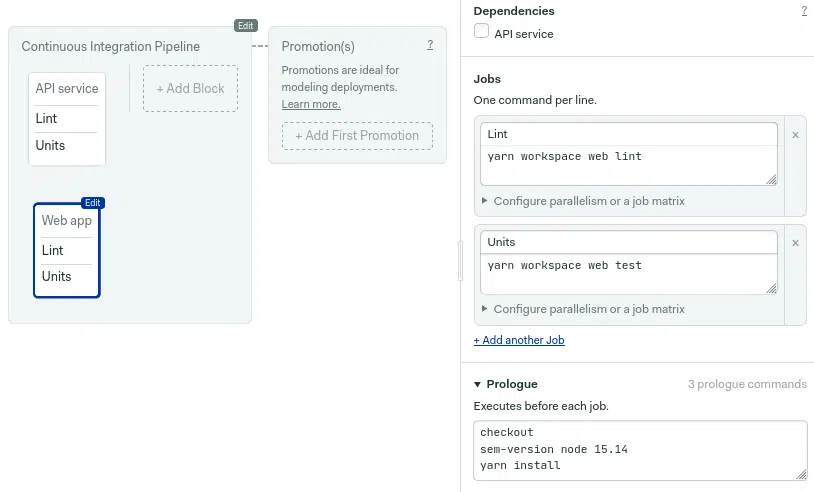 Edit
Continuous Integration Pipeline
API service
Lint
Units
+ Add Block
Edit
Web app
Lint
Units
Promotion(s)
?
Promotions are ideal for
modeling deployments.
Learn more.
+ Add First Promotion
Dependencies
?
API service
Jobs
One command per line.
Lint
×
yarn workspace web lint
Configure parallelism or a job matrix
Units
×
yarn workspace web test
Configure parallelism or a job matrix
+ Add another Job
Prologue
3 prologue commands
Executes before each job.
checkout
sem-version node 15.14
yarn install